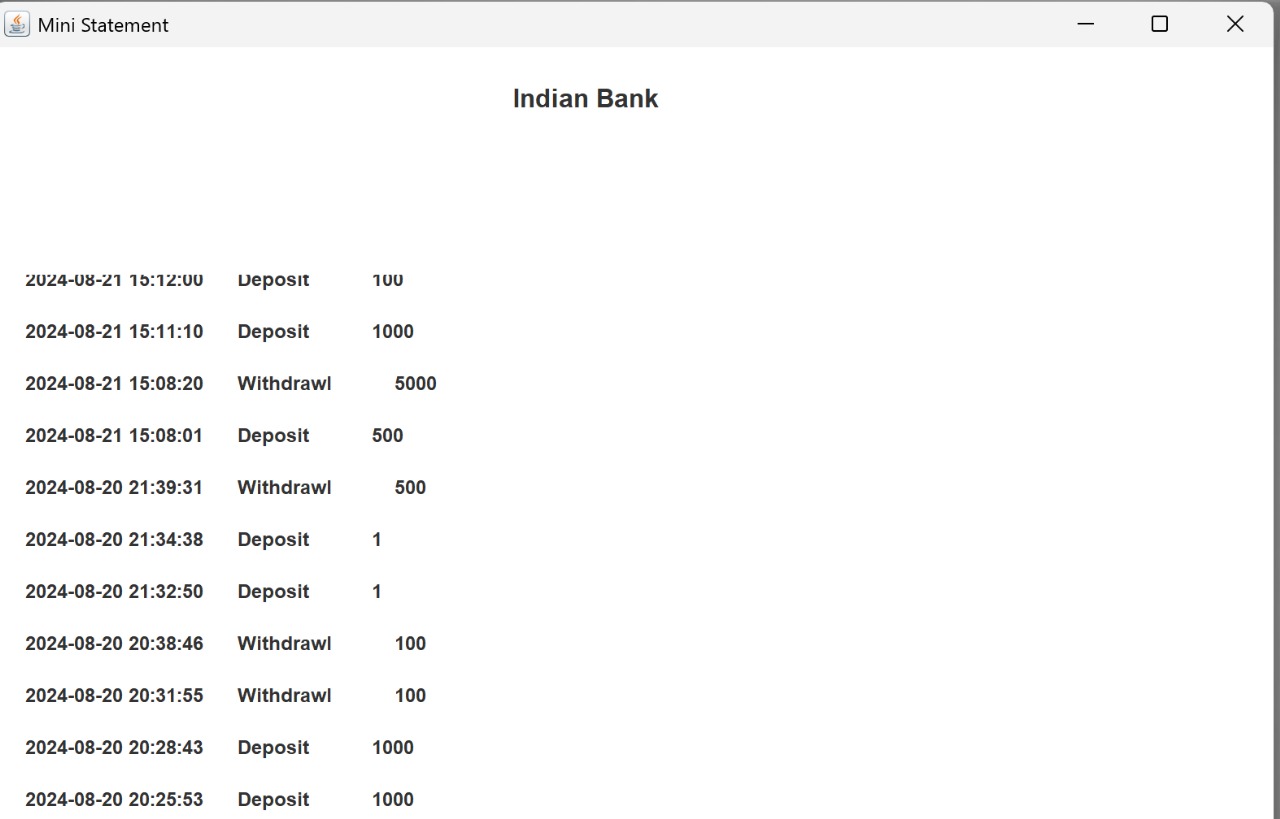 Mini Statement
Indian Bank
2024-08-21 15:12:00 Deposit 100
2024-08-21 15:11:10 Deposit 1000
2024-08-21 15:08:20 Withdrawl 5000
2024-08-21 15:08:01 Deposit 500
2024-08-20 21:39:31 Withdrawl 500
2024-08-20 21:34:38 Deposit 1
2024-08-20 21:32:50 Deposit 1
2024-08-20 20:38:46 Withdrawl 100
2024-08-20 20:31:55 Withdrawl 100
2024-08-20 20:28:43 Deposit 1000
2024-08-20 20:25:53 Deposit 1000